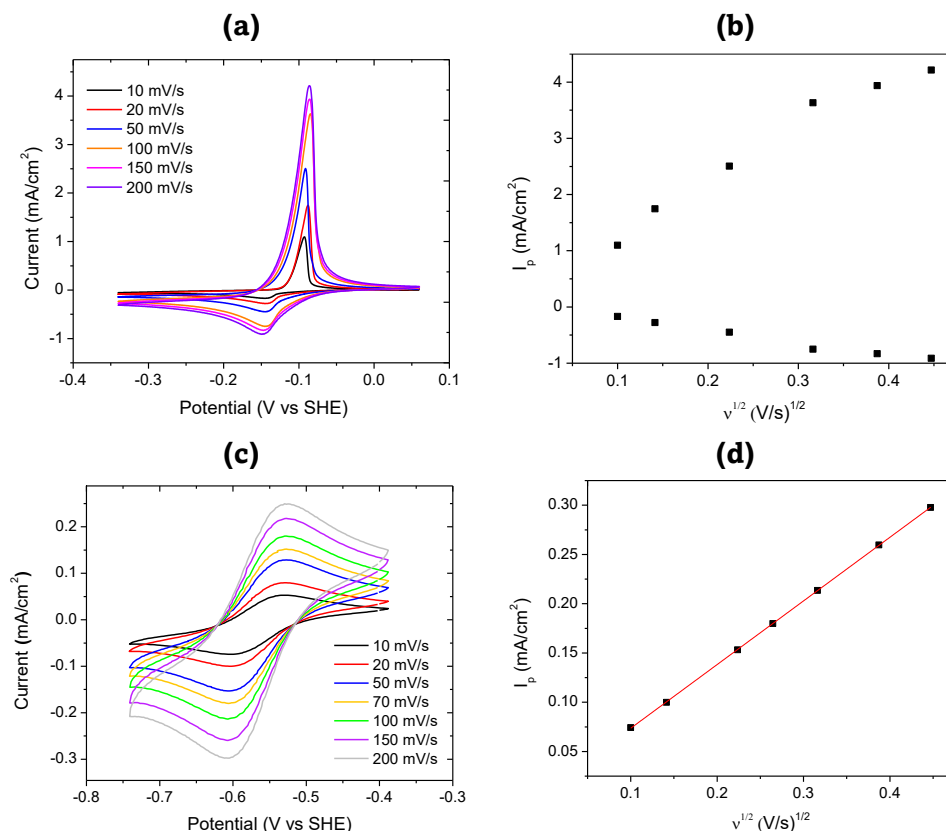 (a)
10 mV/s
20 mV/s
50 mV/s
100 mV/s
150 mV/s
200 mV/s
Current (mA/cm²)
4
3
2
1
0
-1
-0.4
-0.3
-0.2
-0.1
0.0
0.1
Potential (V vs SHE)
(b)
Iₚ (mA/cm²)
4
3
2
1
0
-1
0.1
0.2
0.3
0.4
ν^1/2 (V/s)^1/2
(c)
Current (mA/cm²)
0.2
0.1
0.0
-0.1
-0.2
-0.3
10 mV/s
20 mV/s
50 mV/s
70 mV/s
100 mV/s
150 mV/s
200 mV/s
-0.8
-0.7
-0.6
-0.5
-0.4
-0.3
Potential (V vs SHE)
(d)
Iₚ (mA/cm²)
0.30
0.25
0.20
0.15
0.10
0.05
0.1
0.2
0.3
0.4
ν^1/2 (V/s)^1/2